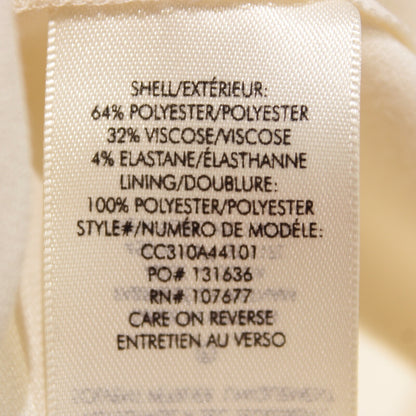 SHELL/EXTÉRIEUR:
64% POLYESTER/POLYESTER
32% VISCOSE/VISCOSE
4% ELASTANE/ÉLASTHANNE
LINING/DOUBLURE:
100% POLYESTER/POLYESTER
STYLE#/NUMÉRO DE MODÉLE:
CC310A44101
PO# 131636
RN# 107677
CARE ON REVERSE
ENTRETIEN AU VERSO